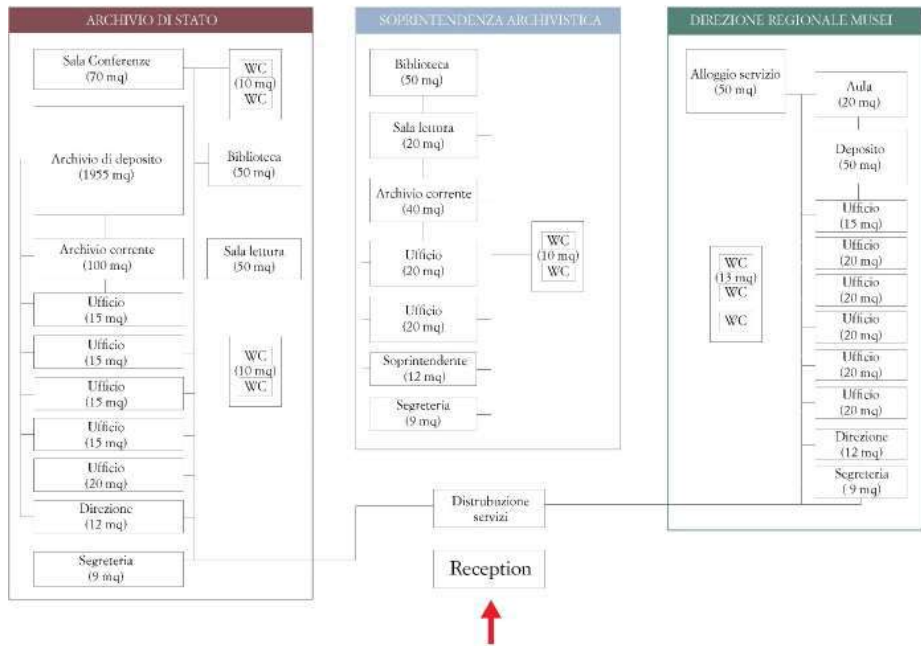 ARCHIVIO DI STATO
Sala Conferenze
(70 mq)
WC
(10 mq)
WC
Archivio di deposito
(1955 mq)
Biblioteca
(50 mq)
Archivio corrente
(100 mq)
Sala lettura
(50 mq)
Ufficio
(15 mq)
Ufficio
(15 mq)
WC
(10 mq)
WC
Ufficio
(15 mq)
Ufficio
(15 mq)
Ufficio
(20 mq)
Direzione
(12 mq)
Segreteria
(9 mq)
SOPRINTENDENZA ARCHIVISTICA
Biblioteca
(50 mq)
Sala lettura
(20 mq)
Archivio corrente
(40 mq)
Ufficio
(20 mq)
WC
(10 mq)
WC
Ufficio
(20 mq)
Soprintendente
(12 mq)
Segreteria
(9 mq)
DIREZIONE REGIONALE MUSEI
Alloggio servizio
(50 mq)
Aula
(20 mq)
Deposito
(50 mq)
Ufficio
(15 mq)
Ufficio
(20 mq)
WC
(13 mq)
WC
WC
Ufficio
(20 mq)
Ufficio
(20 mq)
Ufficio
(20 mq)
Ufficio
(20 mq)
Direzione
(12 mq)
Segreteria
( 9 mq)
Distrubuzione
servizi
Reception